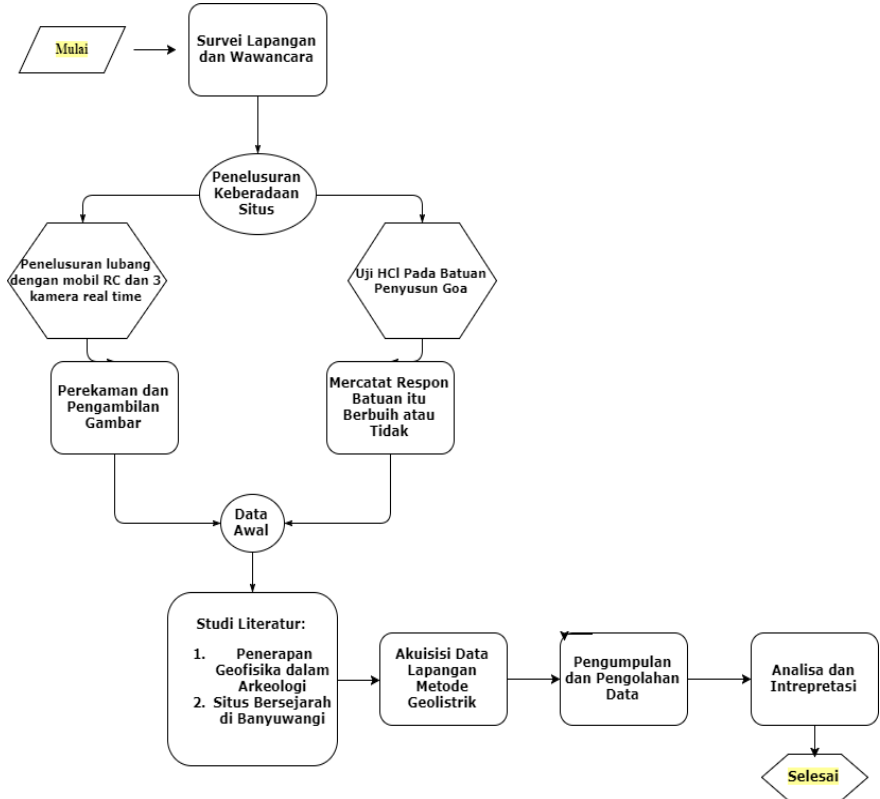 Mulai
Survei Lapangan
dan Wawancara
Penelusuran
Keberadaan
Situs
Penelusuran lubang
dengan mobil RC dan 3
kamera real time
Uji HCl Pada Batuan
Penyusun Goa
Perekaman dan
Pengambilan
Gambar
Mercatat Respon
Batuan itu
Berbuih atau
Tidak
Data
Awal
Studi Literatur:
1. Penerapan
Geofisika dalam
Arkeologi
2. Situs Bersejarah
di Banyuwangi
Akuisisi Data
Lapangan
Metode
Geolistrik
Pengumpulan
dan Pengolahan
Data
Analisa dan
Intrepretasi
Selesai